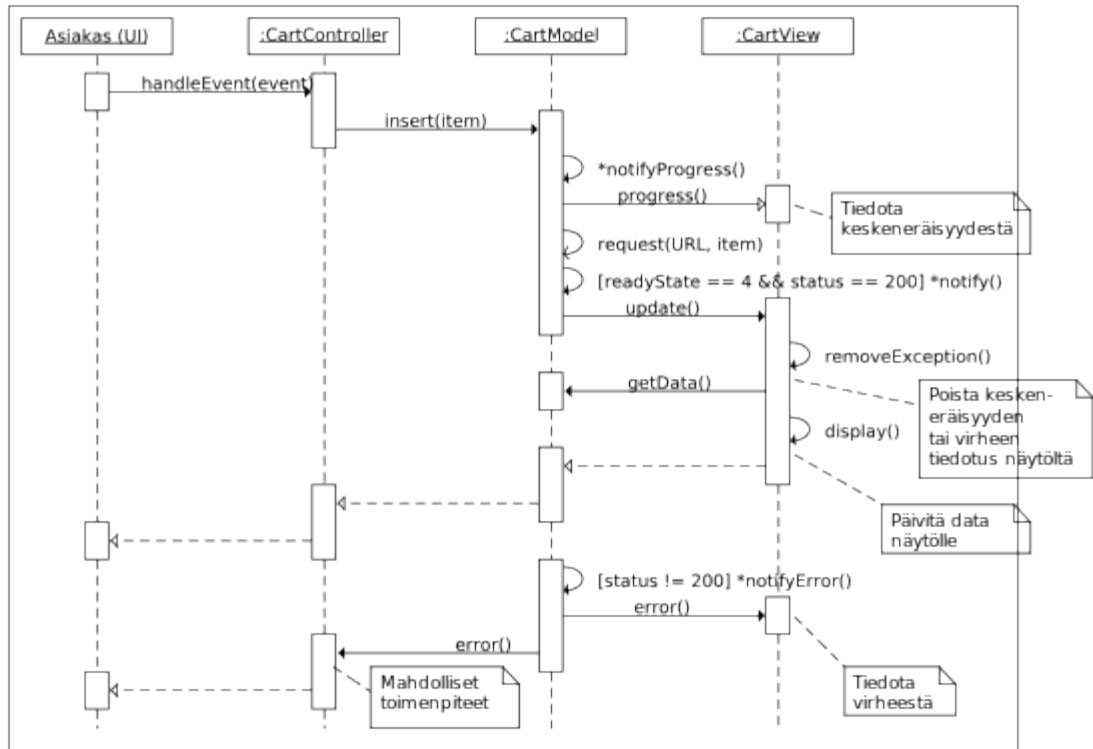 Asiakas (UI)
:CartController
:CartModel
:CartView
handleEvent(event)
insert(item)
*notifyProgress()
progress()
Tiedota
keskeneräisyydestä
request(URL, item)
[readyState == 4 && status == 200] *notify()
update()
removeException()
getData()
Poista kesken-
eräisyyden
tai virheen
tiedotus näytöltä
display()
Päivitä data
näytölle
[status != 200] *notifyError()
error()
error()
Mahdolliset
toimenpiteet
Tiedota
virheestä